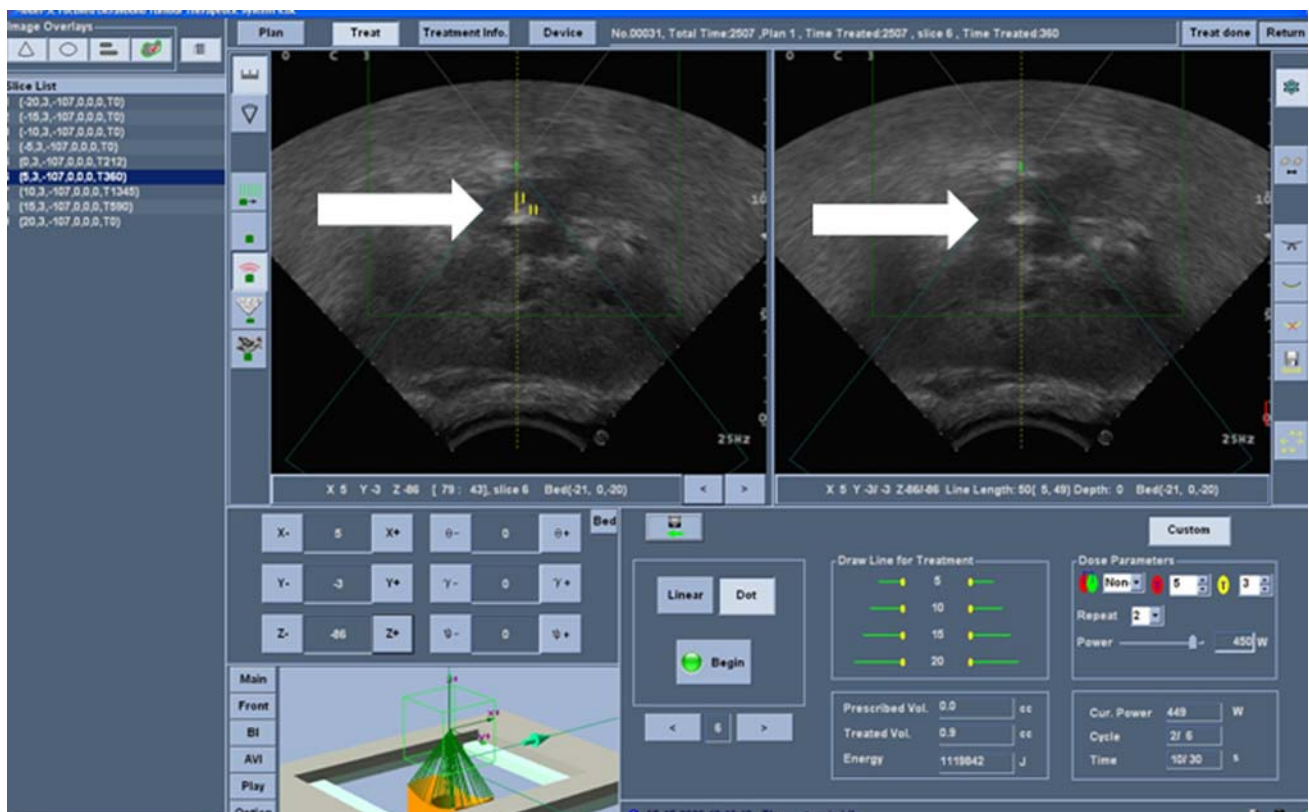 Image Overlays
Plan Treat Treatment Info. Device No.00031, Total Time:2507 ,Plan 1 , Time Treated:2507 , slice 6 , Time Treated:360 Treat done Return
Slice List
(-20,3,-107,0,0,0,T0)
(-15,3,-107,0,0,0,T0)
(-10,3,-107,0,0,0,T0)
(-5,3,-107,0,0,0,T0)
(0,3,-107,0,0,0,T212)
(5,3,-107,0,0,0,T360)
(10,3,-107,0,0,0,T1345)
(15,3,-107,0,0,0,T590)
(20,3,-107,0,0,0,T0)
25Hz 25Hz
X 5 Y -3 Z -86 [ 79 : 43], slice 6 Bed(-21, 0,-20) < >
X 5 Y -3/ -3 Z-86/-86 Line Length: 50( 5, 49) Depth: 0 Bed(-21, 0,-20)
Bed
X- 5 X+ θ- 0 θ+
Y- -3 Y+ γ- 0 γ+
Z- -86 Z+ ψ- 0 ψ+
Custom
Linear Dot
Begin
< 6 >
Draw Line for Treatment
5
10
15
20
Dose Parameters
Non- 5 T 3
Repeat 2
Power 450 W
Prescribed Vol. 0.0 cc
Treated Vol. 0.9 cc
Energy 1119842 J
Cur. Power 449 W
Cycle 2/ 6
Time 10/ 30 s
Main
Front
BI
AVI
Play